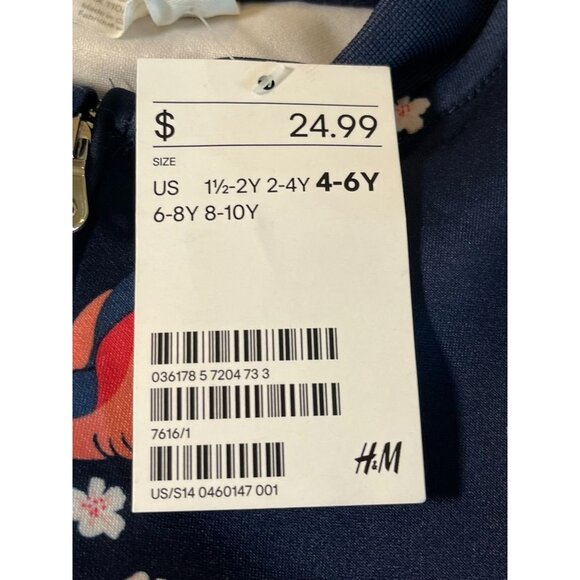 $ 24.99
SIZE
US 1½-2Y 2-4Y 4-6Y
6-8Y 8-10Y
036178 5 7204 73 3
7616/1
H&M
US/S14 0460147 001